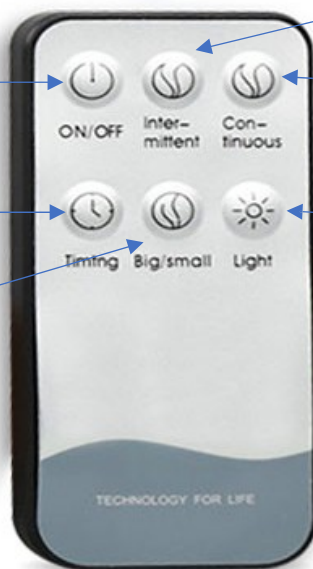 ON/OFF Inter- Con-
mittent tinuous
Timing Big/small Light
TECHNOLOGY FOR LIFE